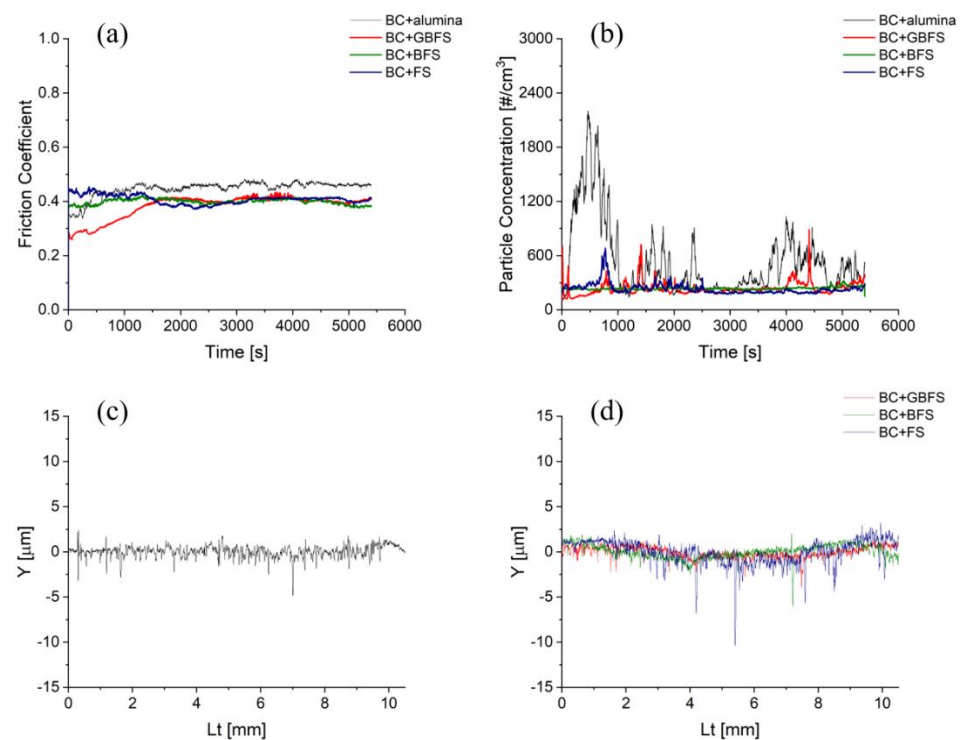 (a)
BC+alumina
BC+GBFS
BC+BFS
BC+FS
1.0
0.8
0.6
0.4
0.2
0.0
Friction Coefficient
0
1000
2000
3000
4000
5000
6000
Time [s]
(b)
BC+alumina
BC+GBFS
BC+BFS
BC+FS
3000
2400
1800
1200
600
0
Particle Concentration [#/cm³]
0
1000
2000
3000
4000
5000
6000
Time [s]
(c)
15
10
5
0
-5
-10
-15
Y [µm]
0
2
4
6
8
10
Lt [mm]
(d)
BC+GBFS
BC+BFS
BC+FS
15
10
5
0
-5
-10
-15
Y [µm]
0
2
4
6
8
10
Lt [mm]